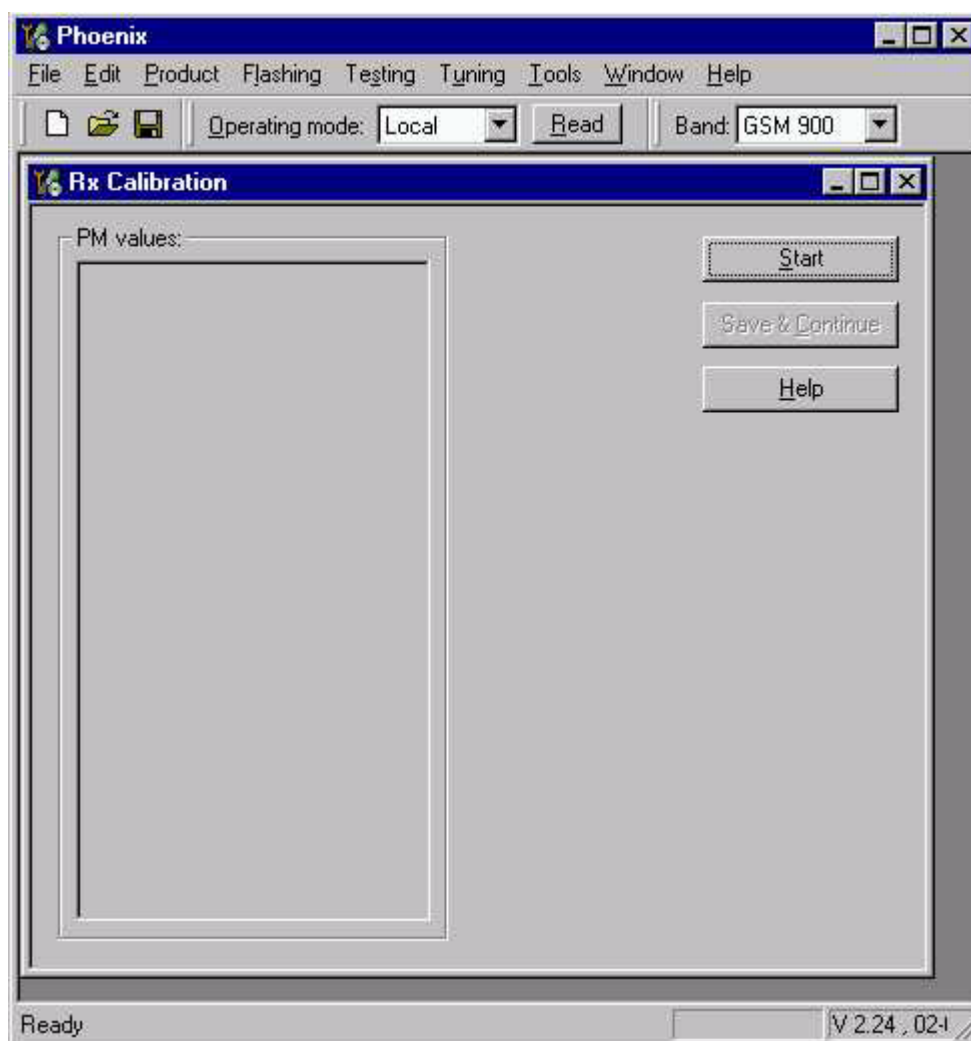 Phoenix
File Edit Product Flashing Testing Tuning Tools Window Help
Operating mode: Local Read Band: GSM 900
Rx Calibration
PM values:
Start
Save & Continue
Help
Ready V 2.24 , 02-